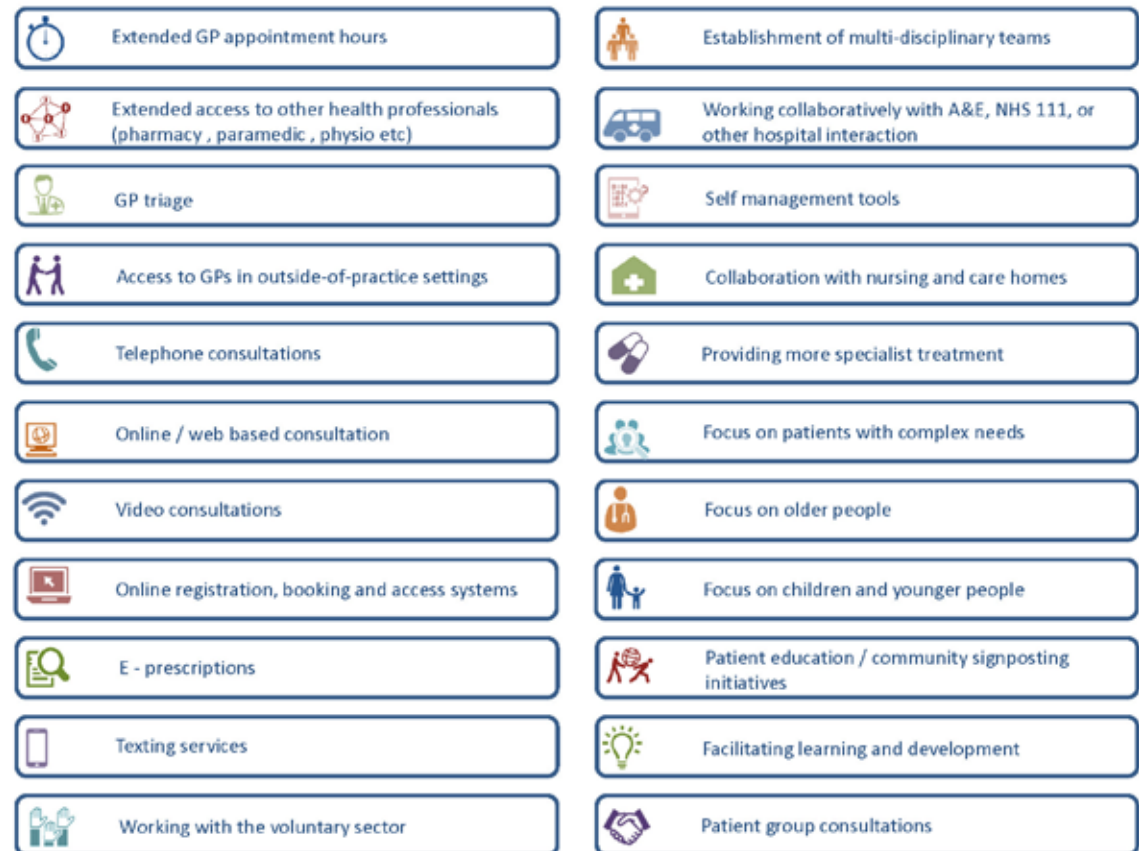 Extended GP appointment hours
Extended access to other health professionals
(pharmacy , paramedic , physio etc)
GP triage
Access to GPs in outside-of-practice settings
Telephone consultations
Online / web based consultation
Video consultations
Online registration, booking and access systems
E - prescriptions
Texting services
Working with the voluntary sector
Establishment of multi-disciplinary teams
Working collaboratively with A&E, NHS 111, or
other hospital interaction
Self management tools
Collaboration with nursing and care homes
Providing more specialist treatment
Focus on patients with complex needs
Focus on older people
Focus on children and younger people
Patient education / community signposting
initiatives
Facilitating learning and development
Patient group consultations